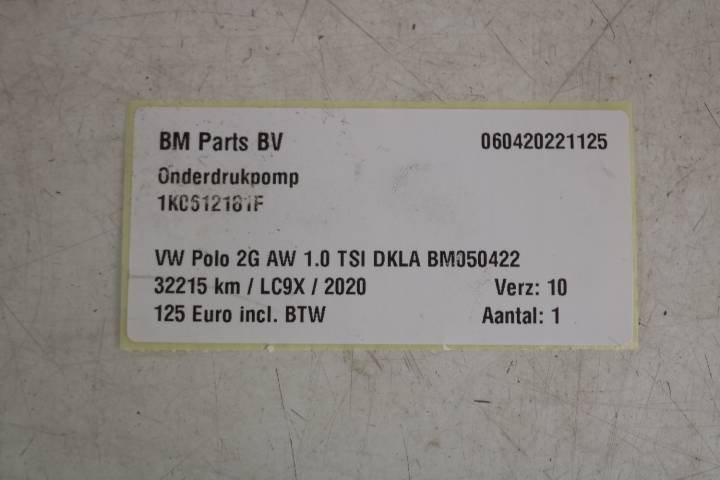 BM Parts BV 060420221125
Onderdrukpomp
1K0612181F
VW Polo 2G AW 1.0 TSI DKLA BM050422
32215 km / LC9X / 2020 Verz: 10
125 Euro incl. BTW Aantal: 1